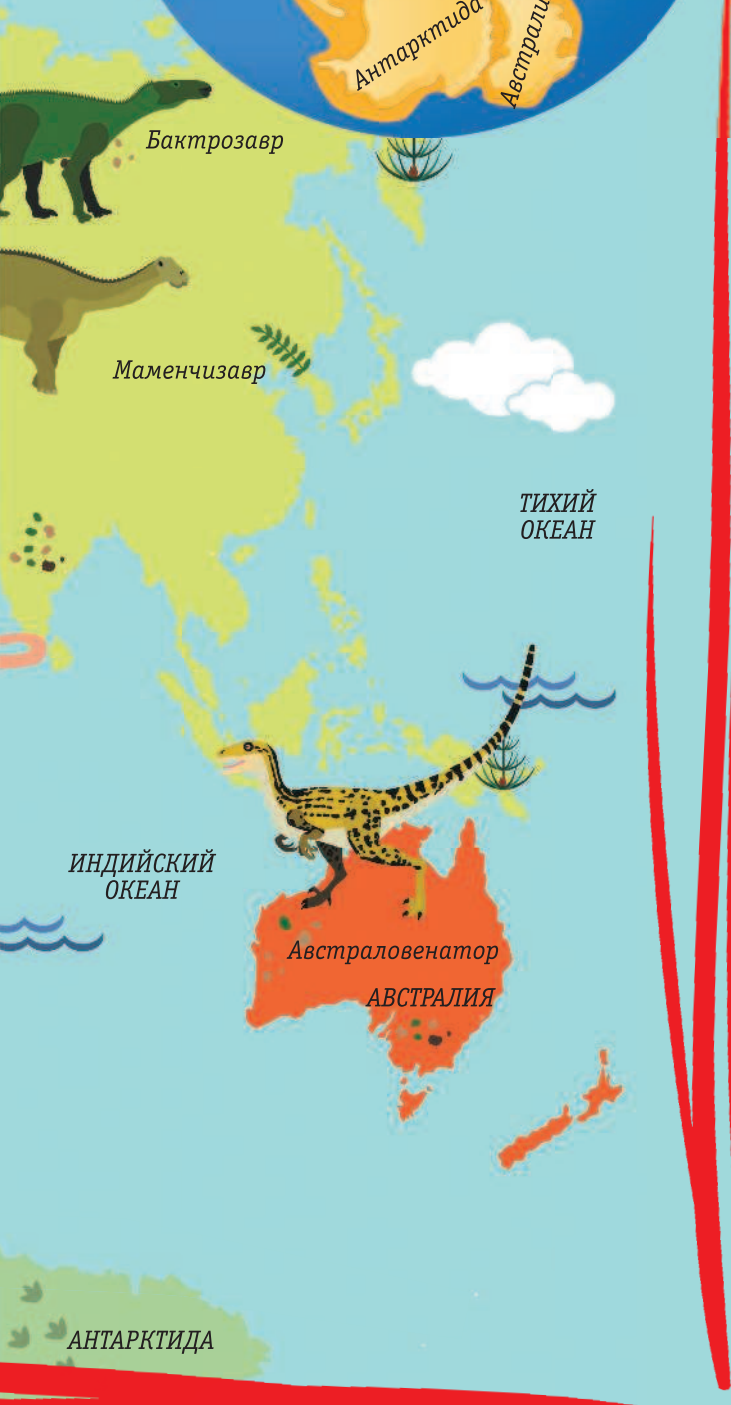 Антарктида
Австрали
Бактрозавр
Маменчизавр
ТИХИЙ
ОКЕАН
ИНДИЙСКИЙ
ОКЕАН
Австраловенатор
АВСТРАЛИЯ
АНТАРКТИДА